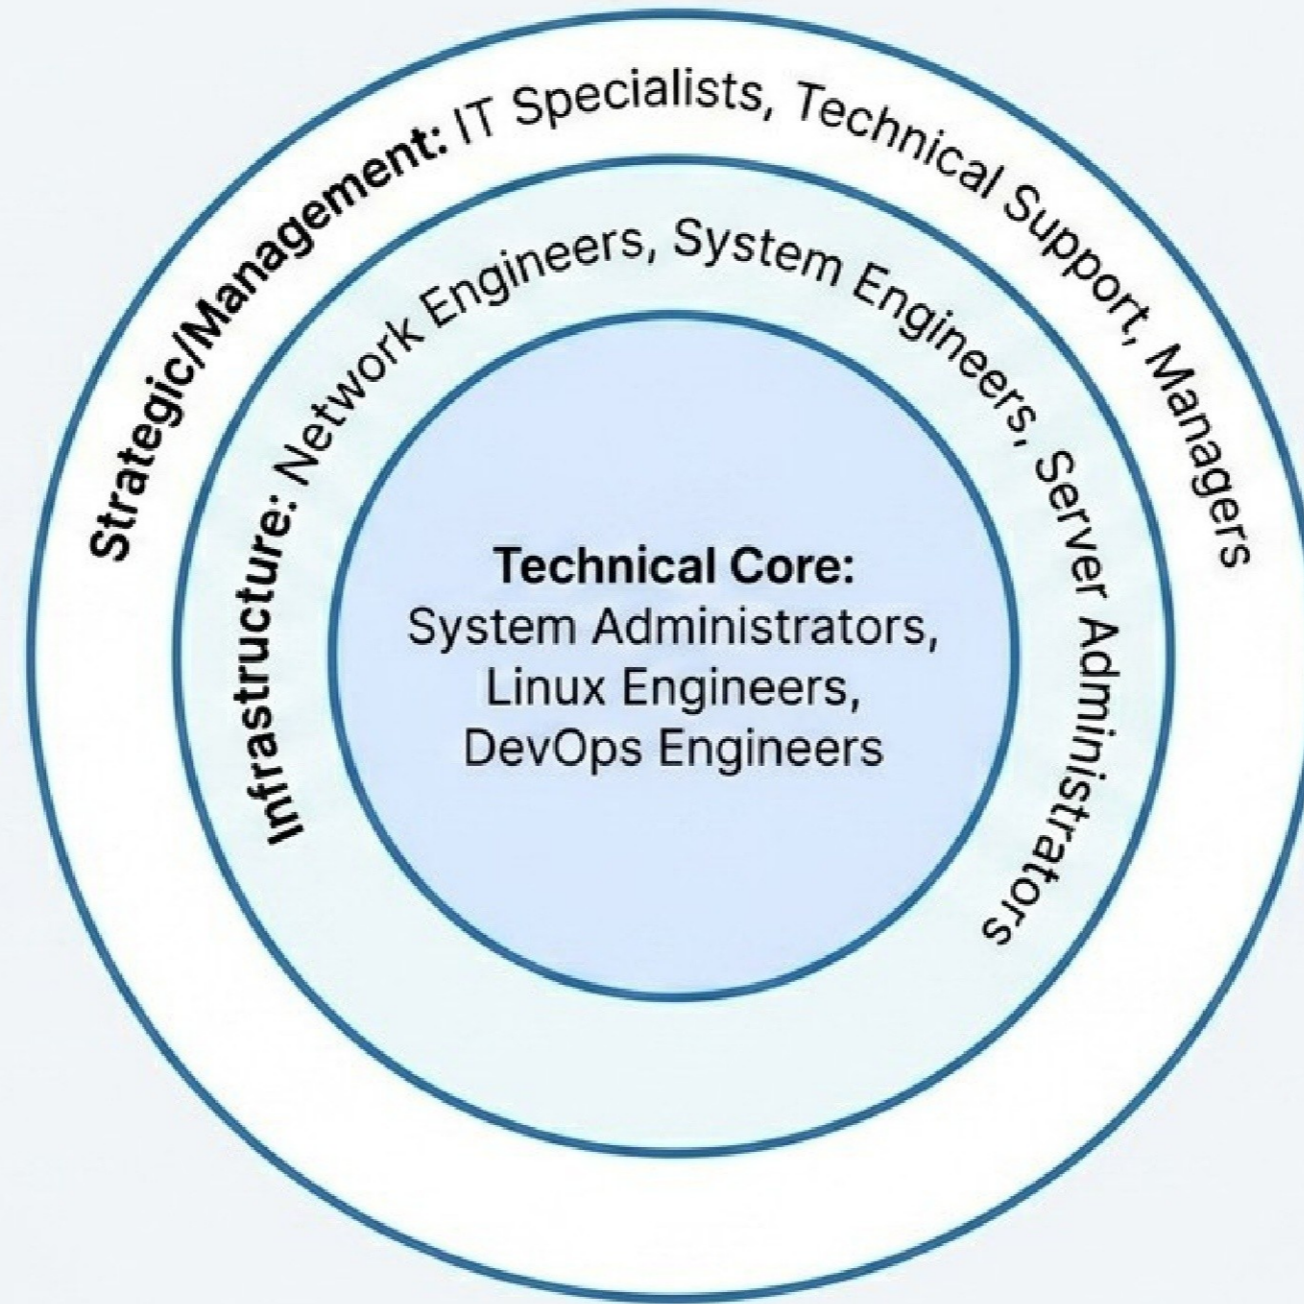 Strategic/Management: IT Specialists, Technical Support, Managers
Infrastructure: Network Engineers, System Engineers, Server Administrators
Technical Core:
System Administrators,
Linux Engineers,
DevOps Engineers